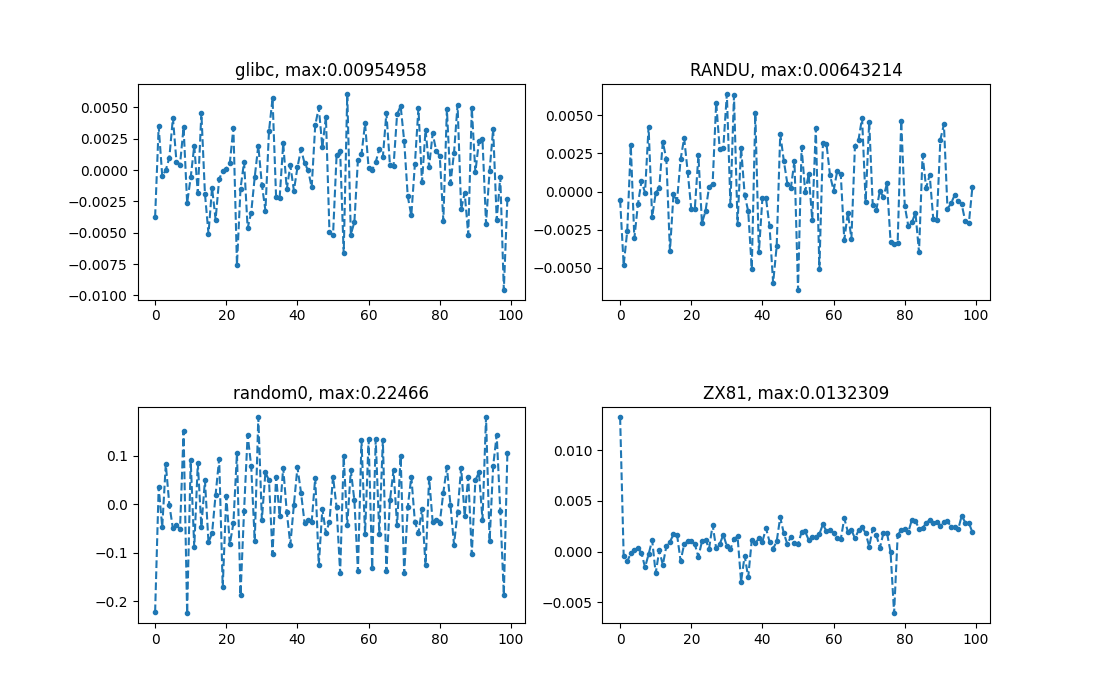 glibc, max:0.00954958
0.0050
0.0025
0.0000
−0.0025
−0.0050
−0.0075
−0.0100
0 20 40 60 80 100
RANDU, max:0.00643214
0.0050
0.0025
0.0000
−0.0025
−0.0050
0 20 40 60 80 100
random0, max:0.22466
0.1
0.0
−0.1
−0.2
0 20 40 60 80 100
ZX81, max:0.0132309
0.010
0.005
0.000
−0.005
0 20 40 60 80 100